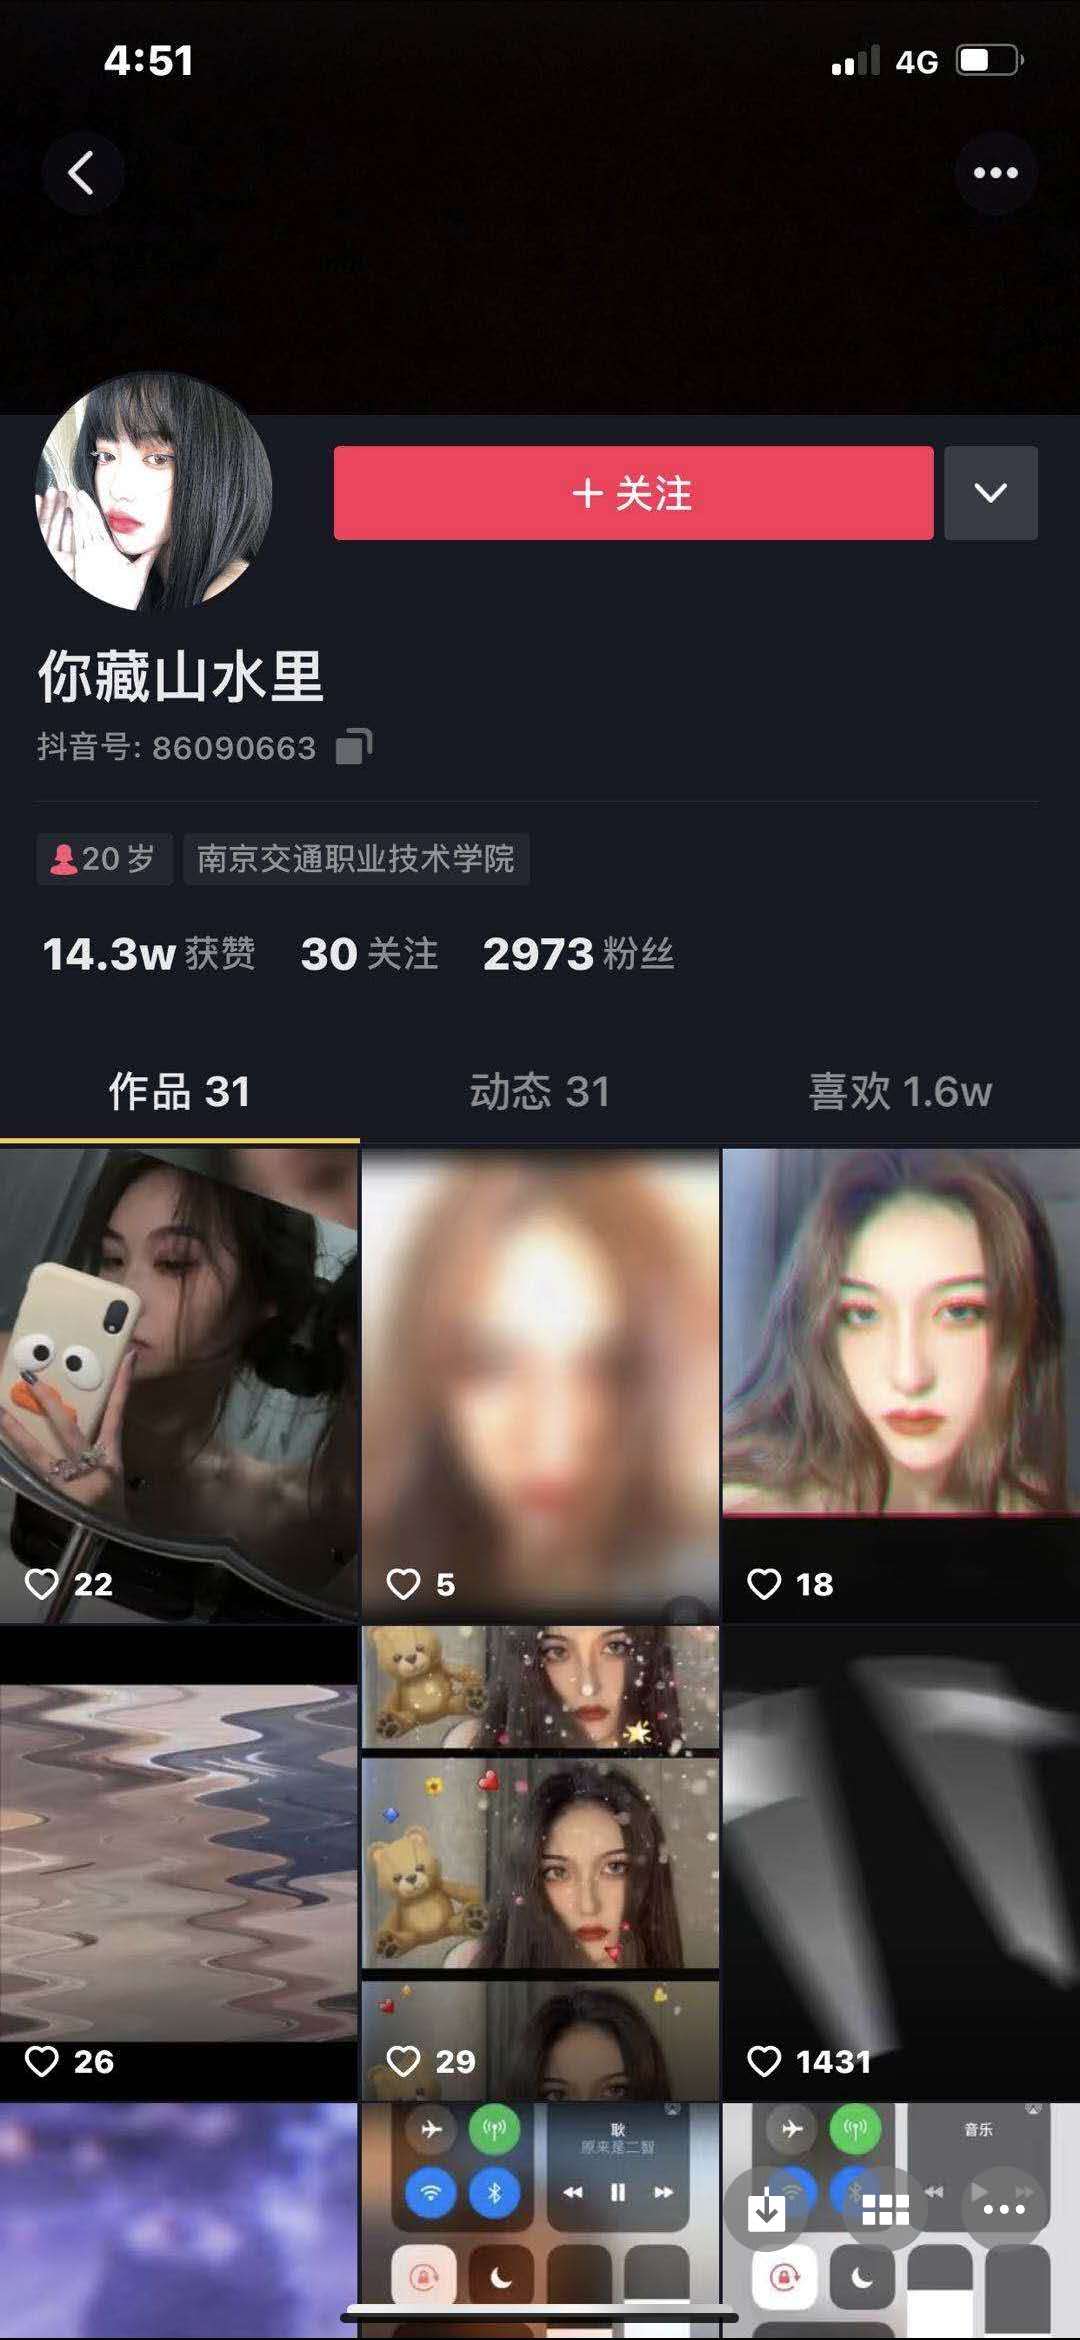 4:51
4G
+ 关注
你藏山水里
抖音号: 86090663
20 岁
南京交通职业技术学院
14.3w 获赞 30 关注 2973 粉丝
作品 31
动态 31
喜欢 1.6w
22
5
18
26
29
1431
耿
原来是二智
音乐